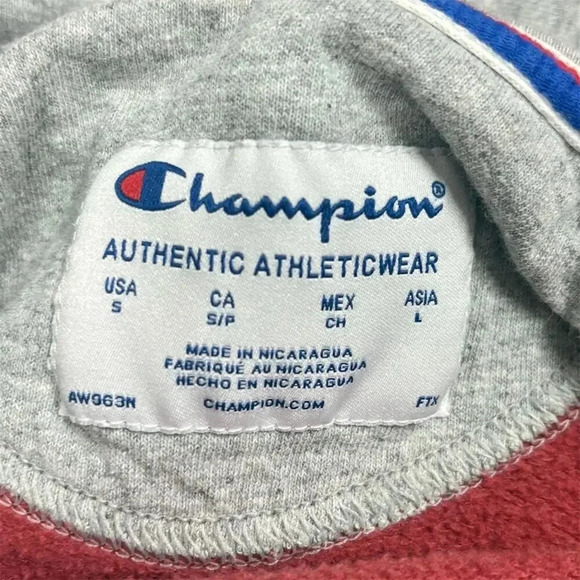 Champion®
AUTHENTIC ATHLETICWEAR
USA CA MEX ASIA
S S/P CH L
MADE IN NICARAGUA
FABRIQUÉ AU NICARAGUA
HECHO EN NICARAGUA
AW963N CHAMPION.COM FTX